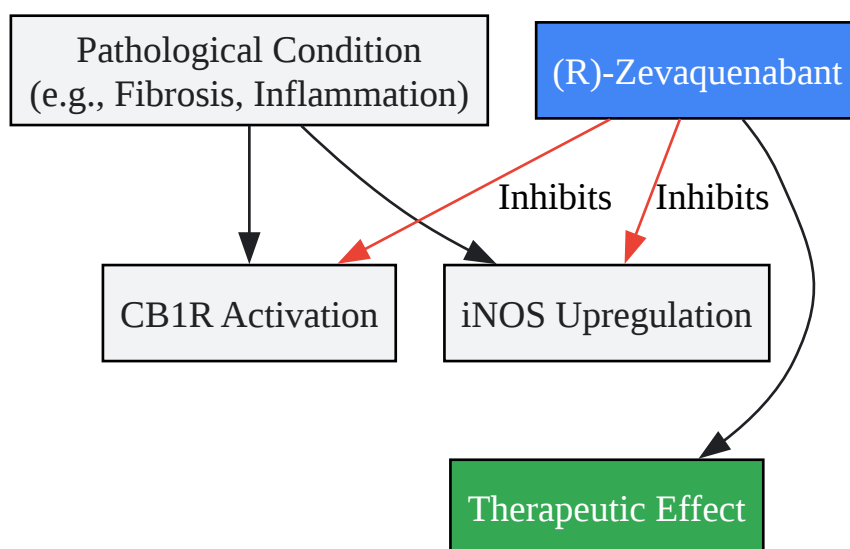 Pathological Condition
(e.g., Fibrosis, Inflammation)
(R)-Zevaquenabant
Inhibits
Inhibits
CB1R Activation
iNOS Upregulation
Therapeutic Effect